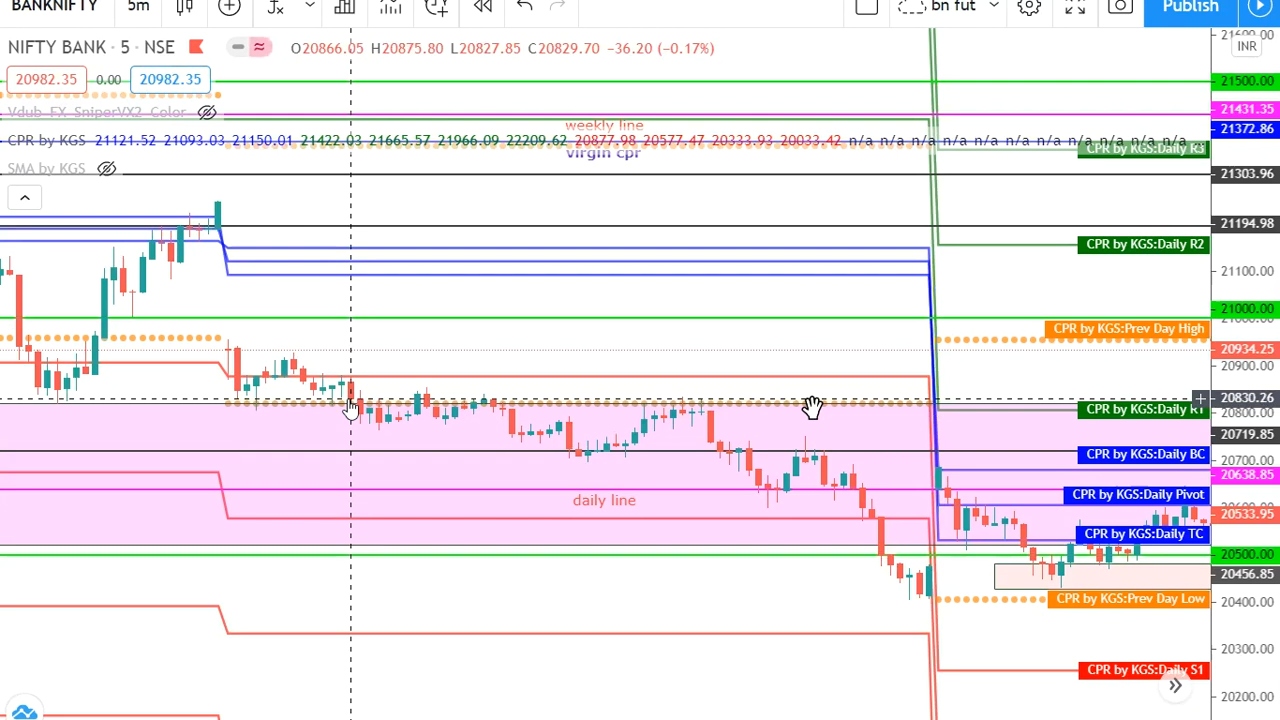 BANKNIFTY 5m bn fut Publish
NIFTY BANK · 5 · NSE O20866.05 H20875.80 L20827.85 C20829.70 −36.20 (−0.17%)
INR
20982.35 0.00 20982.35
21500.00
Vdub_FX_SniperVX2_Color
21431.35
weekly line
21372.86
CPR by KGS 21121.52 21093.03 21150.01 21422.03 21665.57 21966.09 22209.62 20877.98 20577.47 20333.93 20033.42 n/a n/a n/a n/a n/a n/a n/a n/a n/a n/a n/a
CPR by KGS:Daily R3
virgin cpr
SMA by KGS
21303.96
21194.98
CPR by KGS:Daily R2
21100.00
21000.00
CPR by KGS:Prev Day High
20934.25
20900.00
20830.26
CPR by KGS:Daily R1
20800.00
20719.85
CPR by KGS:Daily BC
20700.00
20638.85
CPR by KGS:Daily Pivot
daily line
20533.95
CPR by KGS:Daily TC
20500.00
20456.85
CPR by KGS:Prev Day Low
20400.00
20300.00
CPR by KGS:Daily S1
20200.00